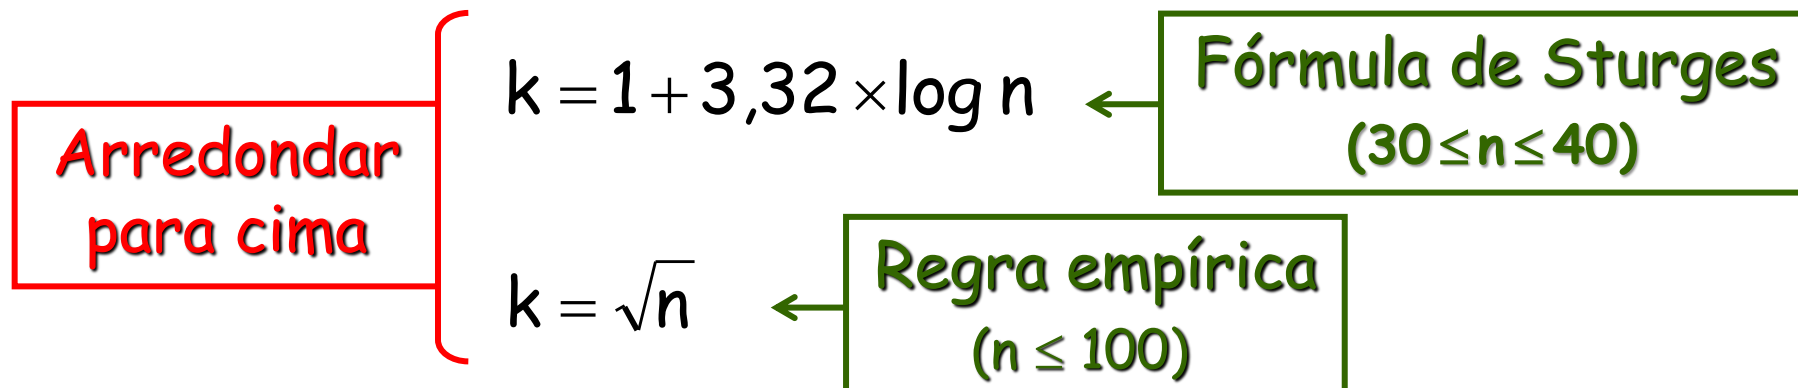 Arredondar
para cima
k = 1 + 3,32 × log n
Fórmula de Sturges
(30 ≤ n ≤ 40)
k = √n
Regra empírica
(n ≤ 100)